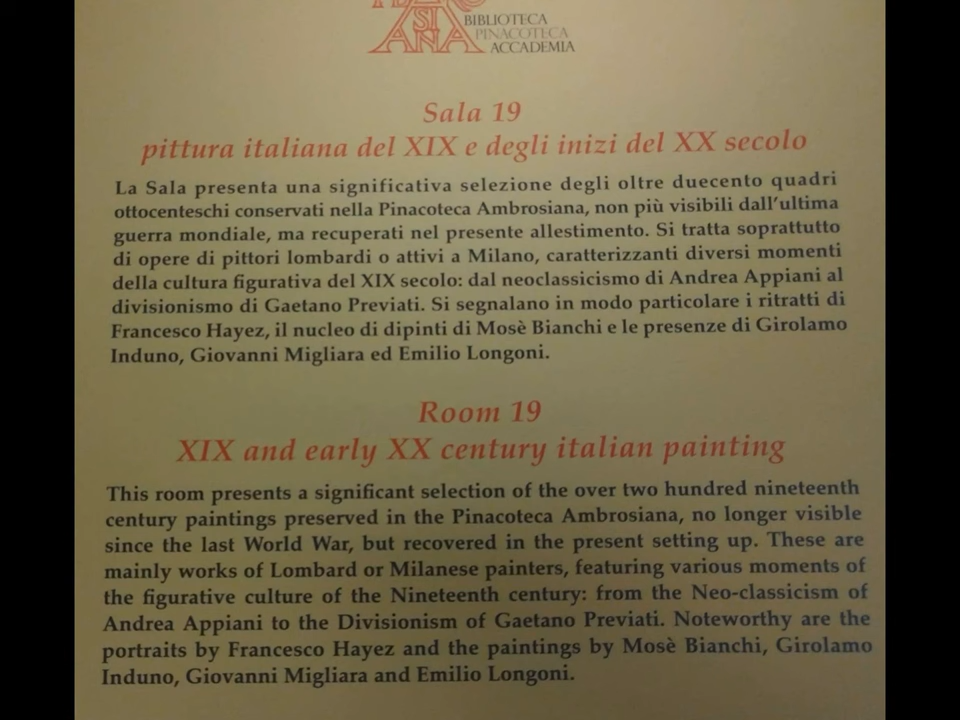 SI
ANA
BIBLIOTECA
PINACOTECA
ACCADEMIA
Sala 19
pittura italiana del XIX e degli inizi del XX secolo
La Sala presenta una significativa selezione degli oltre duecento quadri
ottocenteschi conservati nella Pinacoteca Ambrosiana, non più visibili dall'ultima
guerra mondiale, ma recuperati nel presente allestimento. Si tratta soprattutto
di opere di pittori lombardi o attivi a Milano, caratterizzanti diversi momenti
della cultura figurativa del XIX secolo: dal neoclassicismo di Andrea Appiani al
divisionismo di Gaetano Previati. Si segnalano in modo particolare i ritratti di
Francesco Hayez, il nucleo di dipinti di Mosè Bianchi e le presenze di Girolamo
Induno, Giovanni Migliara ed Emilio Longoni.
Room 19
XIX and early XX century italian painting
This room presents a significant selection of the over two hundred nineteenth
century paintings preserved in the Pinacoteca Ambrosiana, no longer visible
since the last World War, but recovered in the present setting up. These are
mainly works of Lombard or Milanese painters, featuring various moments of
the figurative culture of the Nineteenth century: from the Neo-classicism of
Andrea Appiani to the Divisionism of Gaetano Previati. Noteworthy are the
portraits by Francesco Hayez and the paintings by Mosè Bianchi, Girolamo
Induno, Giovanni Migliara and Emilio Longoni.